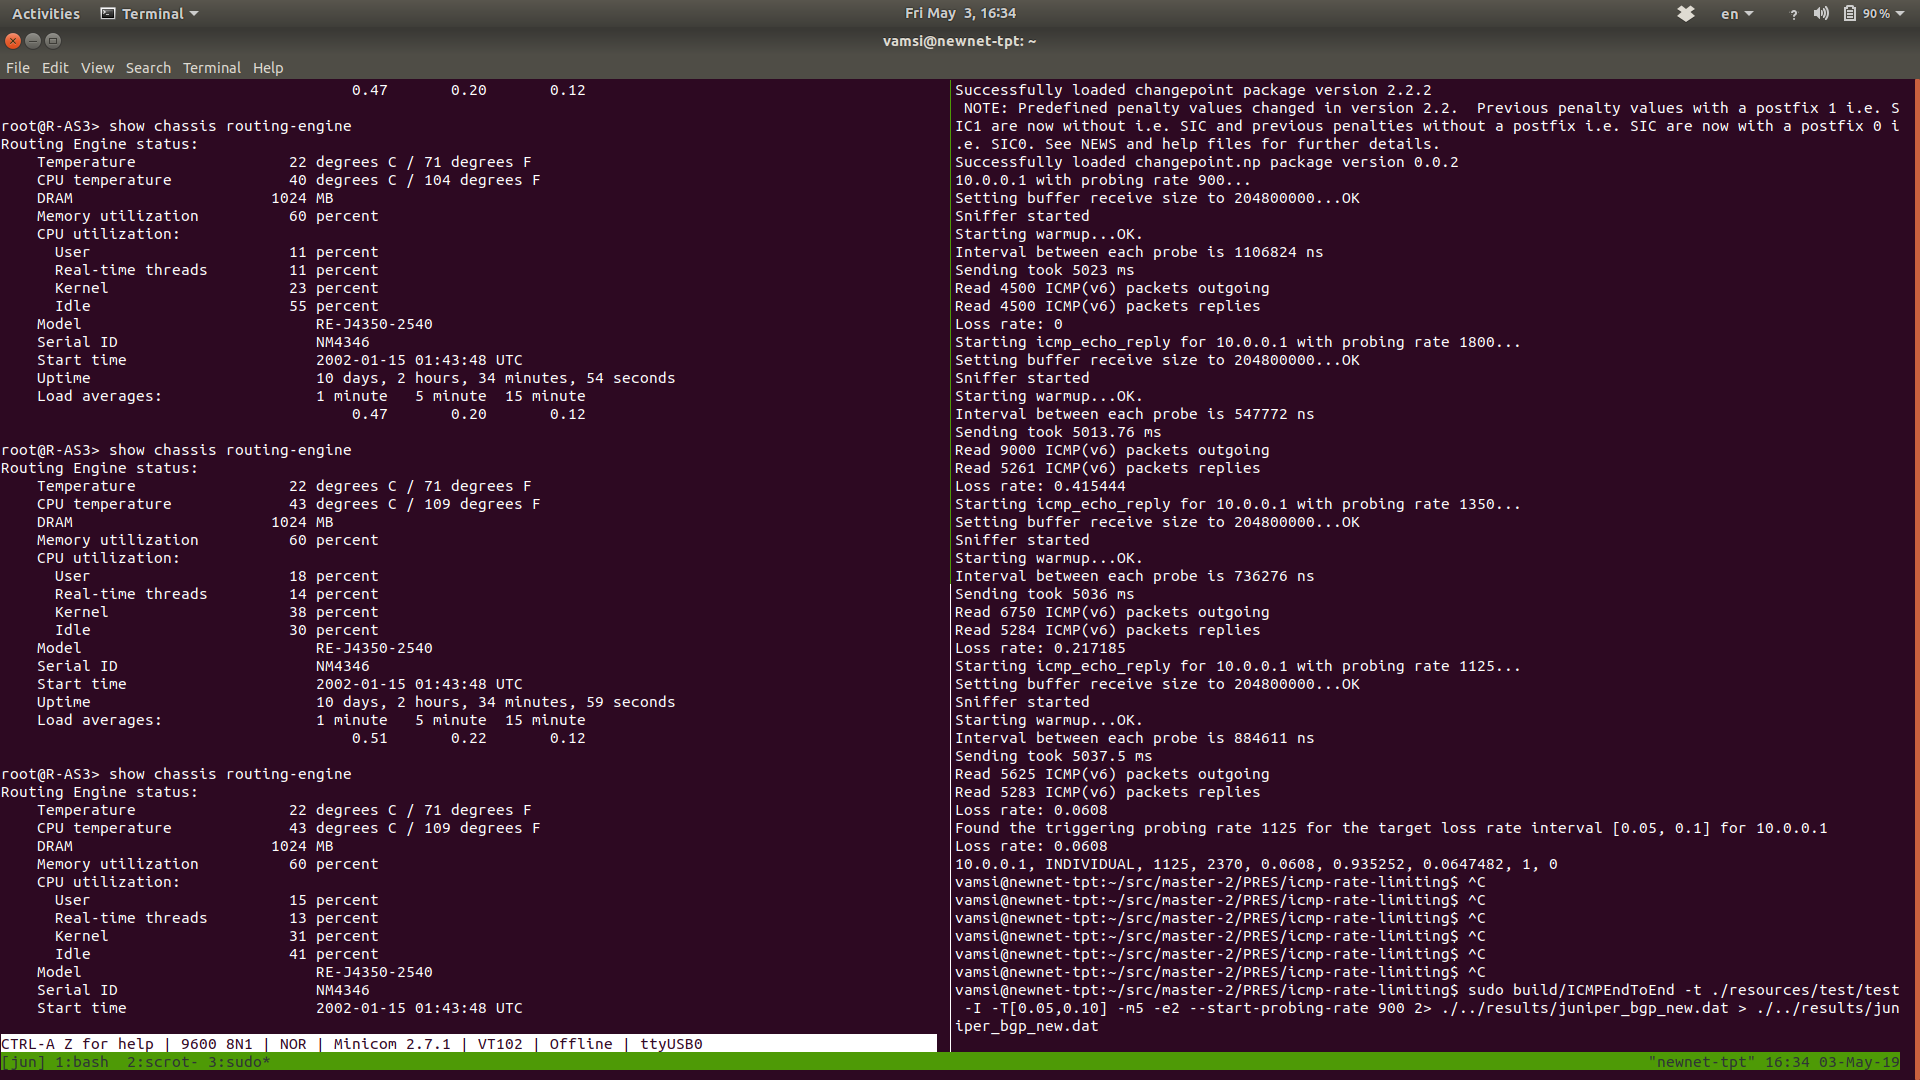 Activities Terminal Fri May 3, 16:34 en ? 90%
vamsi@newnet-tpt: ~
File Edit View Search Terminal Help
0.47 0.20 0.12
root@R-AS3> show chassis routing-engine
Routing Engine status:
Temperature 22 degrees C / 71 degrees F
CPU temperature 40 degrees C / 104 degrees F
DRAM 1024 MB
Memory utilization 60 percent
CPU utilization:
User 11 percent
Real-time threads 11 percent
Kernel 23 percent
Idle 55 percent
Model RE-J4350-2540
Serial ID NM4346
Start time 2002-01-15 01:43:48 UTC
Uptime 10 days, 2 hours, 34 minutes, 54 seconds
Load averages: 1 minute 5 minute 15 minute
0.47 0.20 0.12
root@R-AS3> show chassis routing-engine
Routing Engine status:
Temperature 22 degrees C / 71 degrees F
CPU temperature 43 degrees C / 109 degrees F
DRAM 1024 MB
Memory utilization 60 percent
CPU utilization:
User 18 percent
Real-time threads 14 percent
Kernel 38 percent
Idle 30 percent
Model RE-J4350-2540
Serial ID NM4346
Start time 2002-01-15 01:43:48 UTC
Uptime 10 days, 2 hours, 34 minutes, 59 seconds
Load averages: 1 minute 5 minute 15 minute
0.51 0.22 0.12
root@R-AS3> show chassis routing-engine
Routing Engine status:
Temperature 22 degrees C / 71 degrees F
CPU temperature 43 degrees C / 109 degrees F
DRAM 1024 MB
Memory utilization 60 percent
CPU utilization:
User 15 percent
Real-time threads 13 percent
Kernel 31 percent
Idle 41 percent
Model RE-J4350-2540
Serial ID NM4346
Start time 2002-01-15 01:43:48 UTC
CTRL-A Z for help | 9600 8N1 | NOR | Minicom 2.7.1 | VT102 | Offline | ttyUSB0
Successfully loaded changepoint package version 2.2.2
NOTE: Predefined penalty values changed in version 2.2. Previous penalty values with a postfix 1 i.e. S
IC1 are now without i.e. SIC and previous penalties without a postfix i.e. SIC are now with a postfix 0 i
.e. SIC0. See NEWS and help files for further details.
Successfully loaded changepoint.np package version 0.0.2
10.0.0.1 with probing rate 900...
Setting buffer receive size to 204800000...OK
Sniffer started
Starting warmup...OK.
Interval between each probe is 1106824 ns
Sending took 5023 ms
Read 4500 ICMP(v6) packets outgoing
Read 4500 ICMP(v6) packets replies
Loss rate: 0
Starting icmp_echo_reply for 10.0.0.1 with probing rate 1800...
Setting buffer receive size to 204800000...OK
Sniffer started
Starting warmup...OK.
Interval between each probe is 547772 ns
Sending took 5013.76 ms
Read 9000 ICMP(v6) packets outgoing
Read 5261 ICMP(v6) packets replies
Loss rate: 0.415444
Starting icmp_echo_reply for 10.0.0.1 with probing rate 1350...
Setting buffer receive size to 204800000...OK
Sniffer started
Starting warmup...OK.
Interval between each probe is 736276 ns
Sending took 5036 ms
Read 6750 ICMP(v6) packets outgoing
Read 5284 ICMP(v6) packets replies
Loss rate: 0.217185
Starting icmp_echo_reply for 10.0.0.1 with probing rate 1125...
Setting buffer receive size to 204800000...OK
Sniffer started
Starting warmup...OK.
Interval between each probe is 884611 ns
Sending took 5037.5 ms
Read 5625 ICMP(v6) packets outgoing
Read 5283 ICMP(v6) packets replies
Loss rate: 0.0608
Found the triggering probing rate 1125 for the target loss rate interval [0.05, 0.1] for 10.0.0.1
Loss rate: 0.0608
10.0.0.1, INDIVIDUAL, 1125, 2370, 0.0608, 0.935252, 0.0647482, 1, 0
vamsi@newnet-tpt:~/src/master-2/PRES/icmp-rate-limiting$ ^C
vamsi@newnet-tpt:~/src/master-2/PRES/icmp-rate-limiting$ ^C
vamsi@newnet-tpt:~/src/master-2/PRES/icmp-rate-limiting$ ^C
vamsi@newnet-tpt:~/src/master-2/PRES/icmp-rate-limiting$ ^C
vamsi@newnet-tpt:~/src/master-2/PRES/icmp-rate-limiting$ ^C
vamsi@newnet-tpt:~/src/master-2/PRES/icmp-rate-limiting$ ^C
vamsi@newnet-tpt:~/src/master-2/PRES/icmp-rate-limiting$ sudo build/ICMPEndToEnd -t ./resources/test/test
-I -T[0.05,0.10] -m5 -e2 --start-probing-rate 900 2> ./../results/juniper_bgp_new.dat > ./../results/jun
iper_bgp_new.dat
[jun] 1:bash 2:scrot- 3:sudo* "newnet-tpt" 16:34 03-May-19